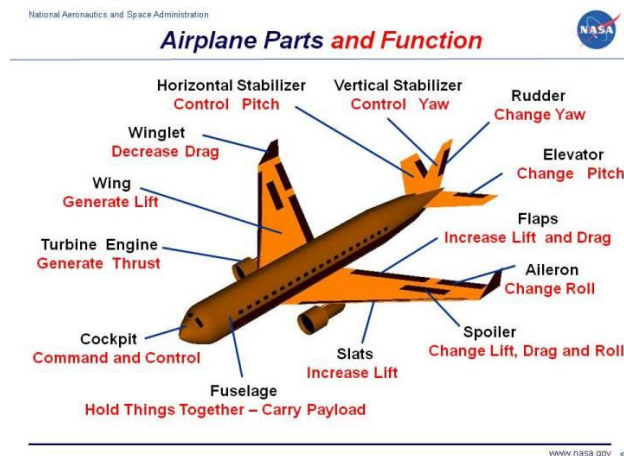 National Aeronautics and Space Administration
Airplane Parts and Function
NASA
Horizontal Stabilizer
Control Pitch
Vertical Stabilizer
Control Yaw
Rudder
Change Yaw
Winglet
Decrease Drag
Elevator
Change Pitch
Wing
Generate Lift
Flaps
Increase Lift and Drag
Turbine Engine
Generate Thrust
Aileron
Change Roll
Cockpit
Command and Control
Slats
Increase Lift
Spoiler
Change Lift, Drag and Roll
Fuselage
Hold Things Together – Carry Payload
www.nasa.gov